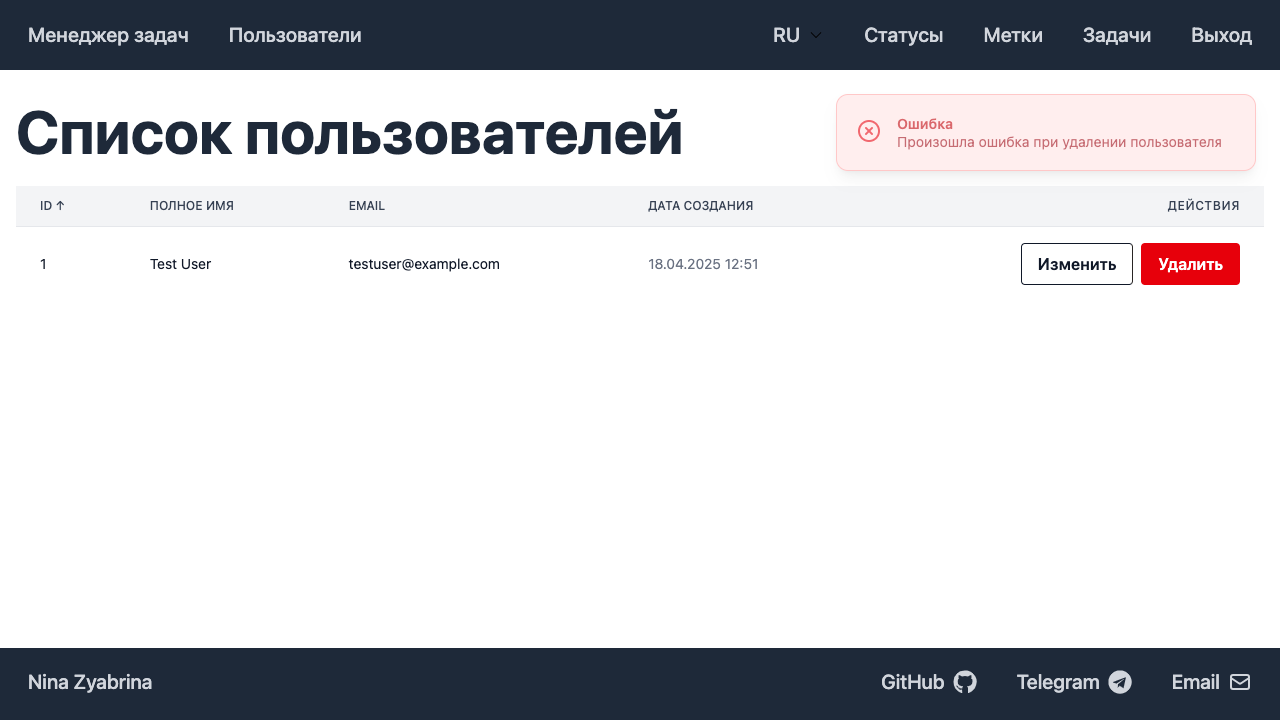 Менеджер задач Пользователи RU Статусы Метки Задачи Выход
Список пользователей
Ошибка
Произошла ошибка при удалении пользователя
ID ↑ ПОЛНОЕ ИМЯ EMAIL ДАТА СОЗДАНИЯ ДЕЙСТВИЯ
1 Test User testuser@example.com 18.04.2025 12:51 Изменить Удалить
Nina Zyabrina GitHub Telegram Email